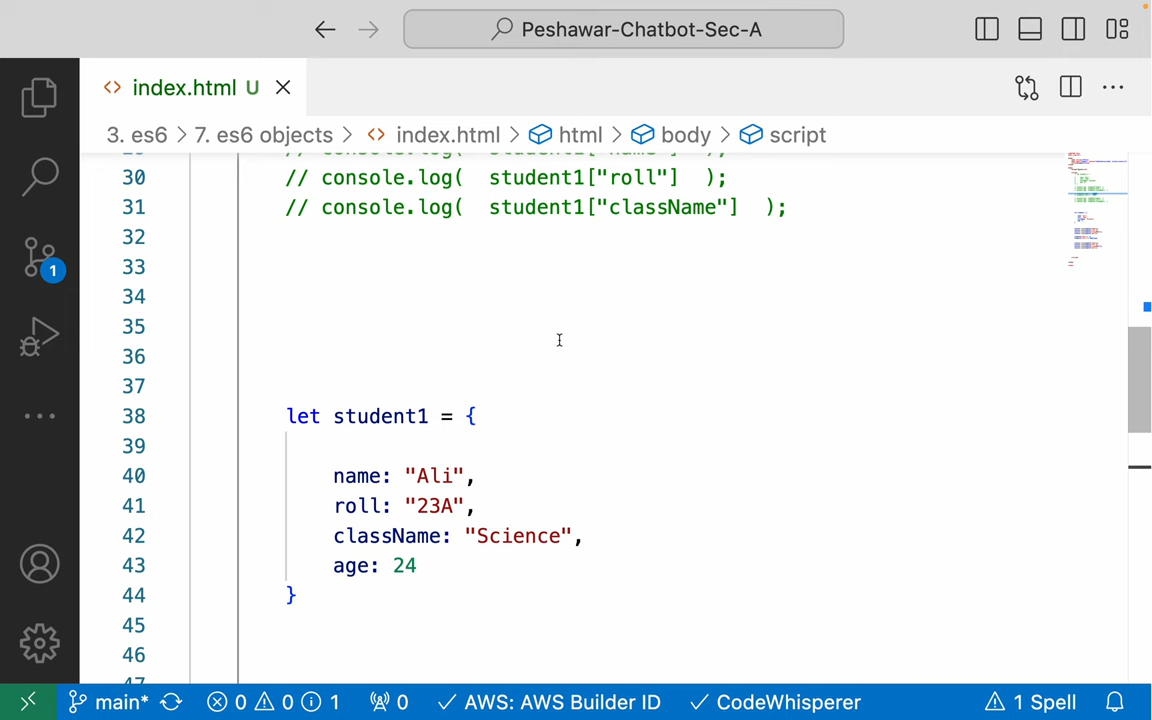 Peshawar-Chatbot-Sec-A
<> index.html U
3. es6 > 7. es6 objects > <> index.html > html > body > script
30 // console.log(  student1["roll"]  );
31 // console.log(  student1["className"]  );
32
33
34
35
36
37
38 let student1 = {
39
40 name: "Ali",
41 roll: "23A",
42 className: "Science",
43 age: 24
44 }
45
46
1
main* 0 0 1 0 AWS: AWS Builder ID CodeWhisperer 1 Spell